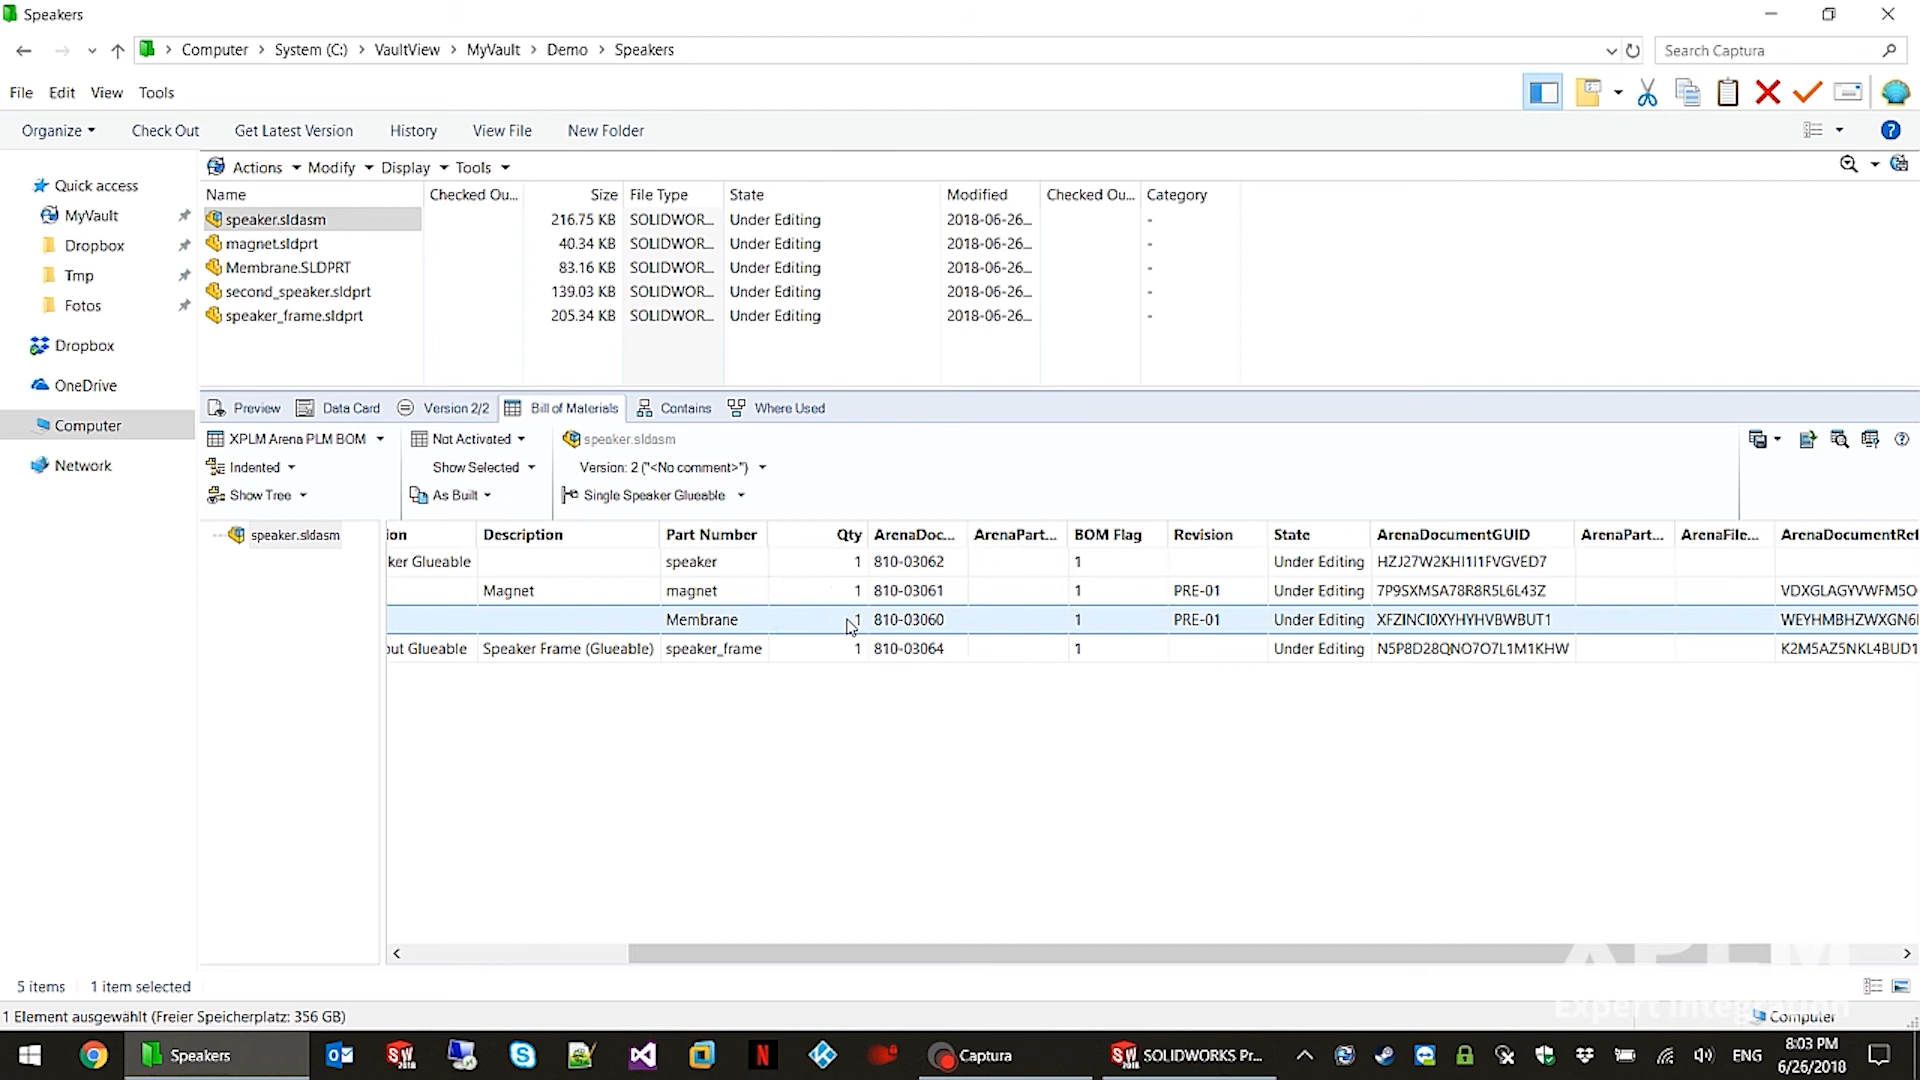 Speakers
Computer > System (C:) > VaultView > MyVault > Demo > Speakers
Search Captura
File Edit View Tools
Organize Check Out Get Latest Version History View File New Folder
Quick access
MyVault
Dropbox
Tmp
Fotos
Dropbox
OneDrive
Computer
Network
Actions Modify Display Tools
Name Checked Ou... Size File Type State Modified Checked Ou... Category
speaker.sldasm 216.75 KB SOLIDWOR... Under Editing 2018-06-26... -
magnet.sldprt 40.34 KB SOLIDWOR... Under Editing 2018-06-26... -
Membrane.SLDPRT 83.16 KB SOLIDWOR... Under Editing 2018-06-26... -
second_speaker.sldprt 139.03 KB SOLIDWOR... Under Editing 2018-06-26... -
speaker_frame.sldprt 205.34 KB SOLIDWOR... Under Editing 2018-06-26... -
Preview Data Card Version 2/2 Bill of Materials Contains Where Used
XPLM Arena PLM BOM Not Activated speaker.sldasm
Indented Show Selected Version: 2 ("<No comment>")
Show Tree As Built Single Speaker Glueable
speaker.sldasm
ion Description Part Number Qty ArenaDoc... ArenaPart... BOM Flag Revision State ArenaDocumentGUID ArenaPart... ArenaFile... ArenaDocumentRel
ker Glueable speaker 1 810-03062 1 Under Editing HZJ27W2KHI1I1FVGVED7
Magnet magnet 1 810-03061 1 PRE-01 Under Editing 7P9SXMSA78R8R5L6L43Z VDXGLAGYVWFM5O
Membrane 1 810-03060 1 PRE-01 Under Editing XFZINCI0XYHYHVBWBUT1 WEYHMBHZWXGN6I
out Glueable Speaker Frame (Glueable) speaker_frame 1 810-03064 1 Under Editing N5P8D28QNO7O7L1M1KHW K2M5AZ5NKL4BUD1
5 items 1 item selected
XPLM
Expert Integration
1 Element ausgewählt (Freier Speicherplatz: 356 GB) Computer
Speakers Captura SOLIDWORKS Pr... ENG
8:03 PM
6/26/2018